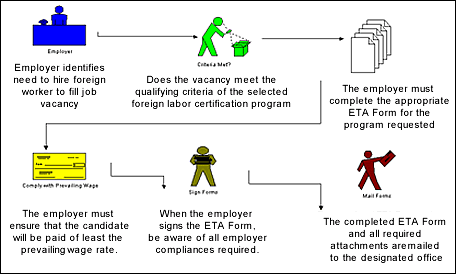 Employer
Employer identifies
need to hire foreign
worker to fill job
vacancy
Criteria Met?
Does the vacancy meet the
qualifying criteria of the selected
foreign labor certification program
The employer must
complete the appropriate
ETA Form for the
program requested
Comply with Prevailing Wage
The employer must
ensure that the candidate
will be paid of least the
prevailing wage rate.
Sign Forms
When the employer
signs the ETA Form,
be aware of all employer
compliances required.
Mail Forms
The completed ETA Form
and all required
attachments aremailed to
the designated office